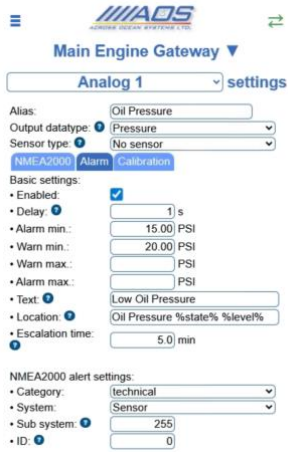 AOS
ACROSS OCEAN SYSTEMS LTD.
Main Engine Gateway ▼
Analog 1 settings
Alias: Oil Pressure
Output datatype: ? Pressure
Sensor type: ? No sensor
NMEA2000 Alarm Calibration
Basic settings:
• Enabled:
• Delay: ? 1 s
• Alarm min.: 15.00 PSI
• Warn min.: 20.00 PSI
• Warn max.: PSI
• Alarm max.: PSI
• Text: ? Low Oil Pressure
• Location: ? Oil Pressure %state% %level%
• Escalation time: ? 5.0 min
NMEA2000 alert settings:
• Category: technical
• System: Sensor
• Sub system: ? 255
• ID: ? 0